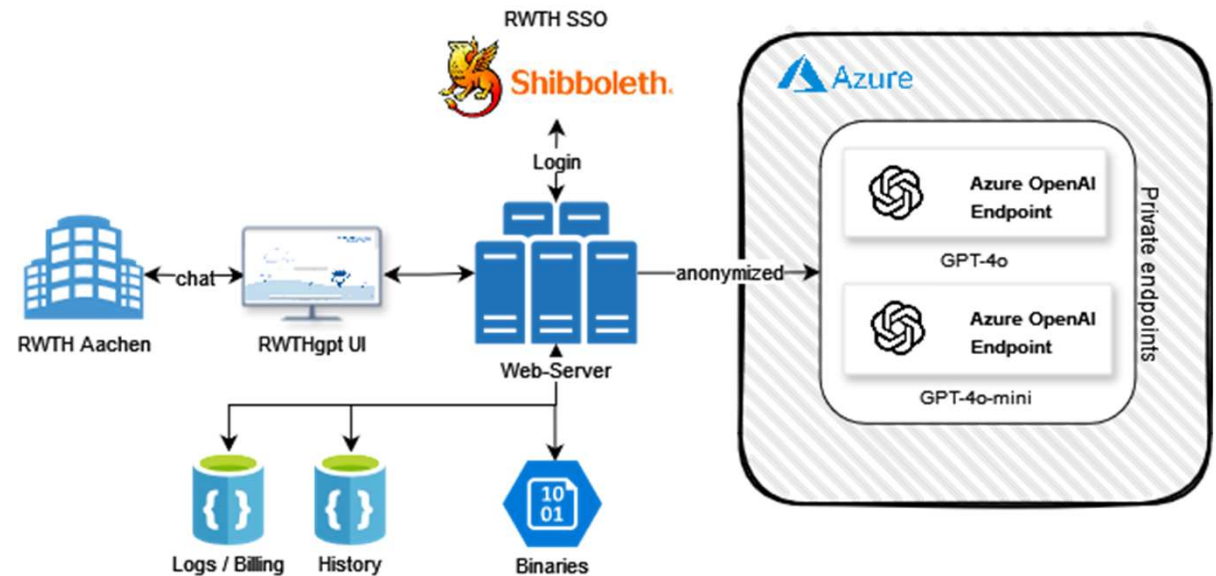 RWTH SSO
Shibboleth.
Login
Azure
Azure OpenAI
Endpoint
GPT-4o
Azure OpenAI
Endpoint
GPT-4o-mini
Private endpoints
chat
anonymized
RWTH Aachen
RWTHgpt UI
Web-Server
{ }
{ }
10
01
Logs / Billing
History
Binaries